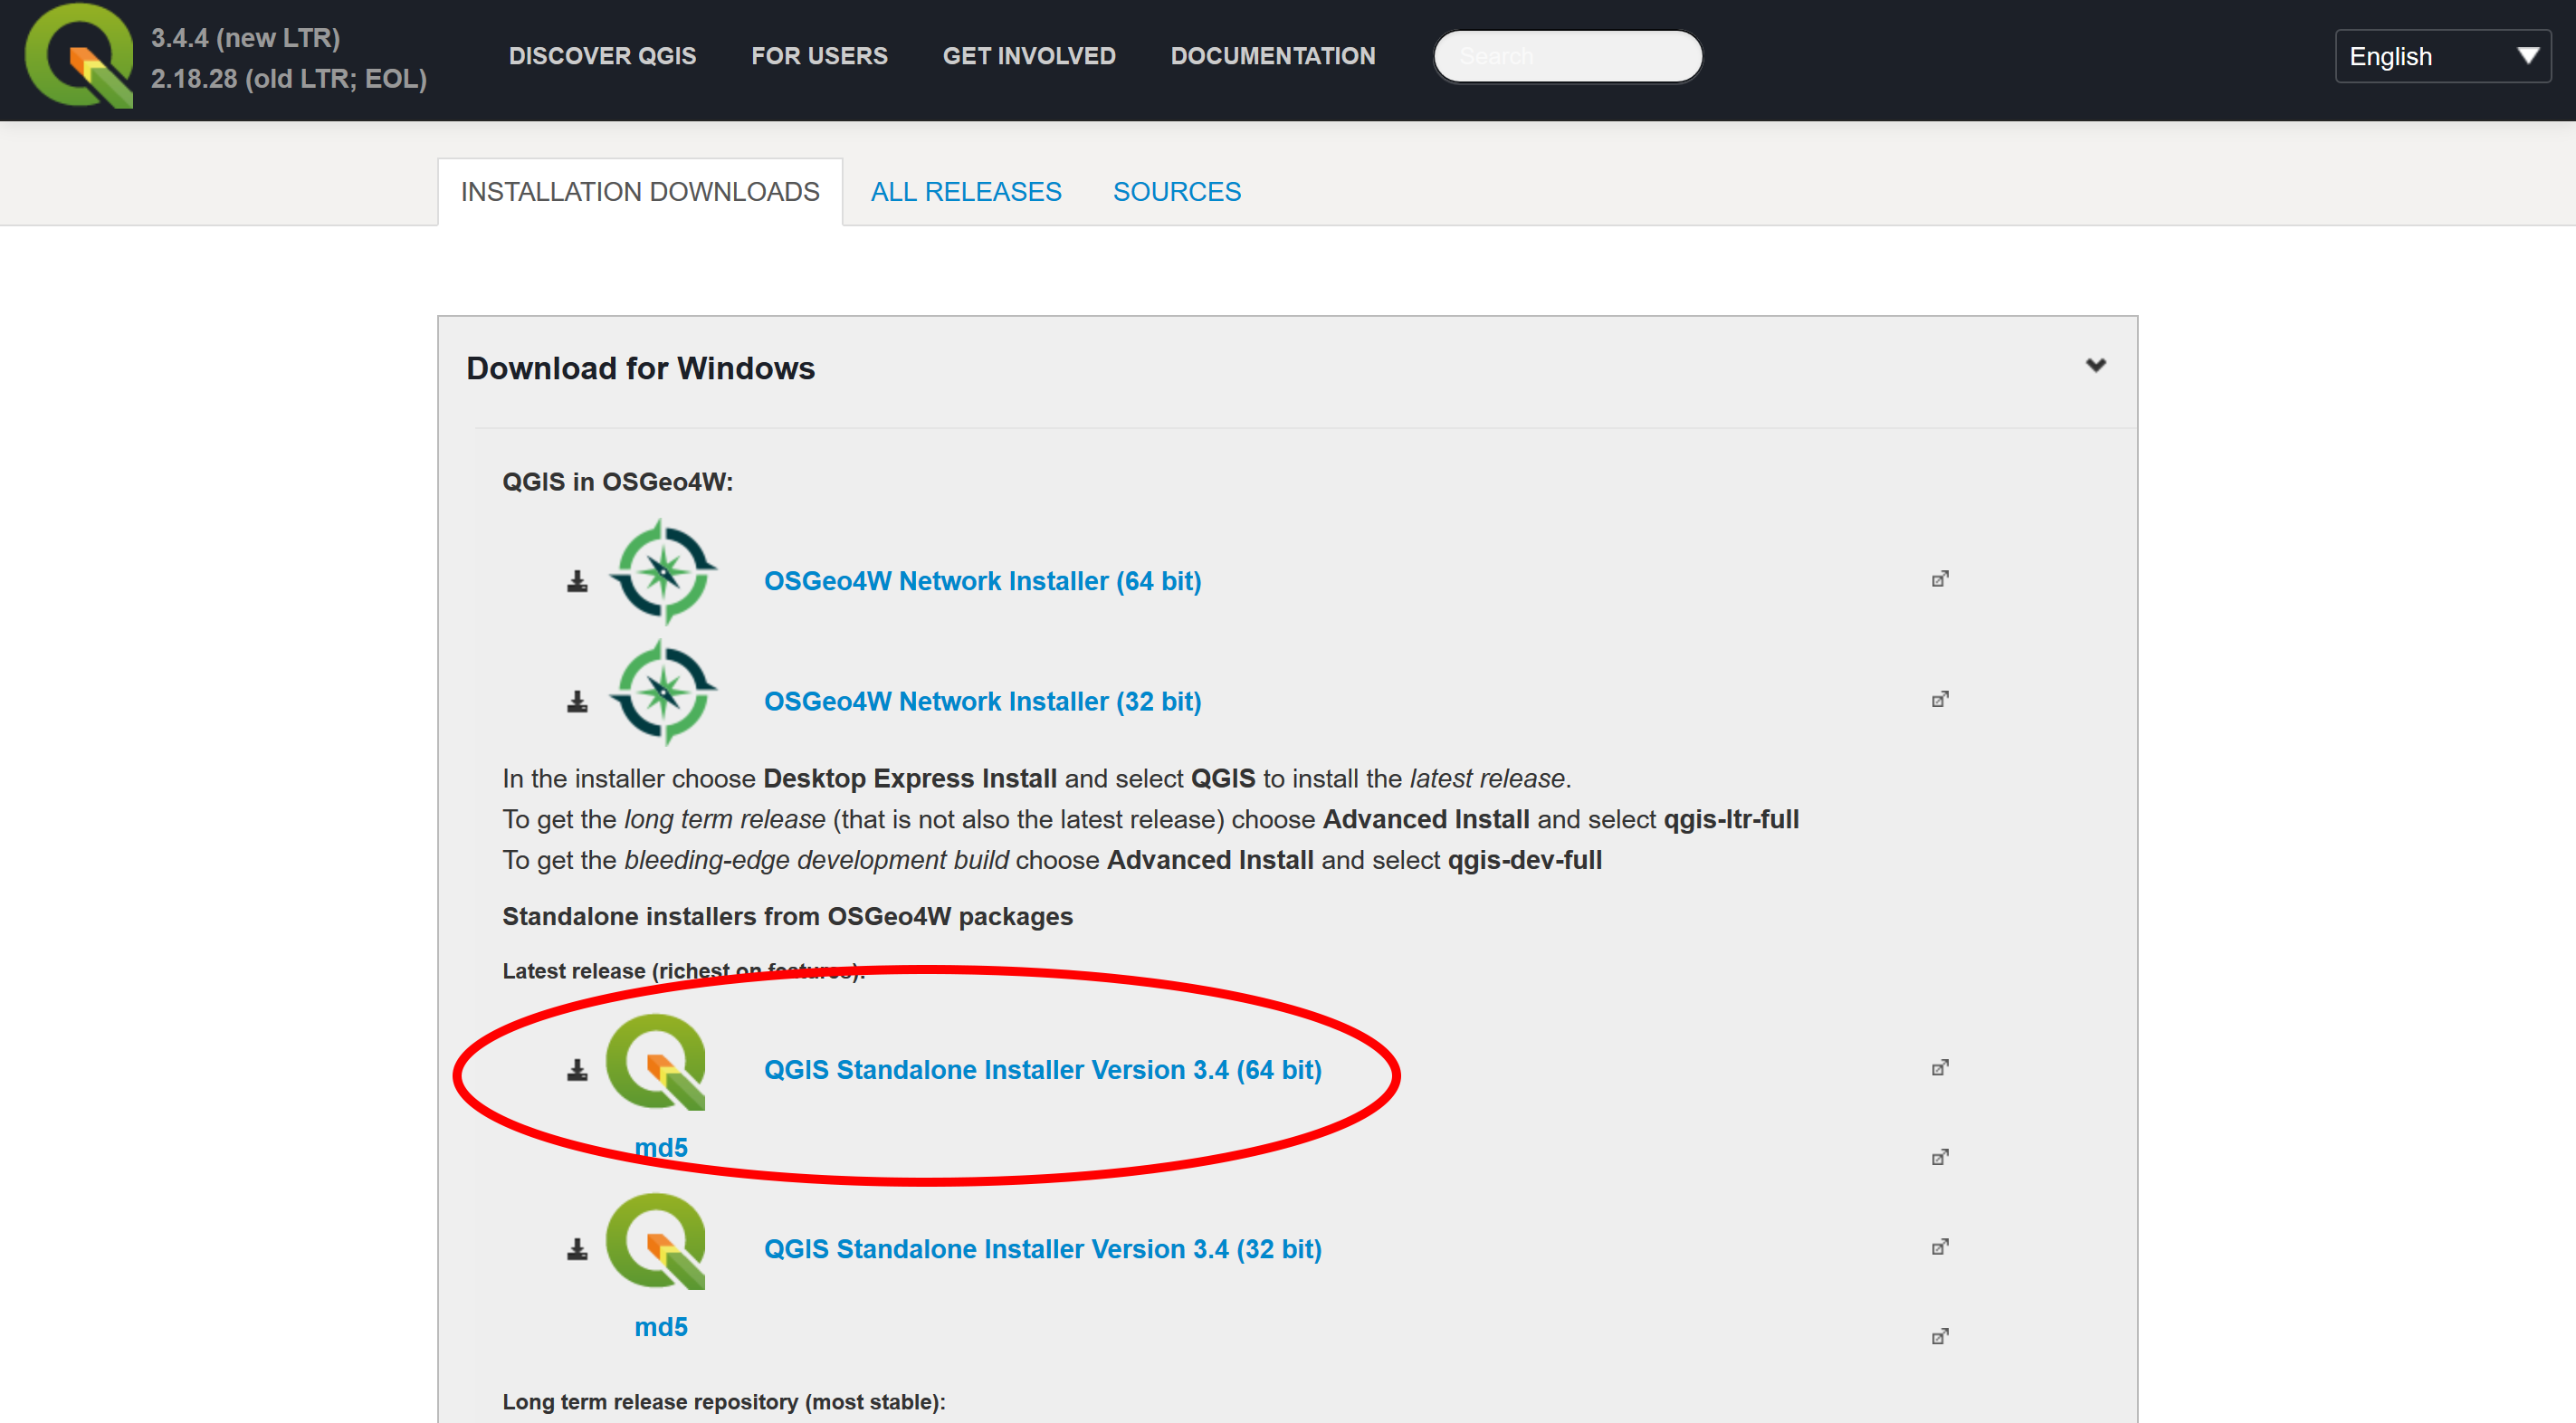 3.4.4 (new LTR)
2.18.28 (old LTR; EOL)
DISCOVER QGIS
FOR USERS
GET INVOLVED
DOCUMENTATION
Search
English
INSTALLATION DOWNLOADS
ALL RELEASES
SOURCES
Download for Windows
QGIS in OSGeo4W:
OSGeo4W Network Installer (64 bit)
OSGeo4W Network Installer (32 bit)
In the installer choose Desktop Express Install and select QGIS to install the latest release.
To get the long term release (that is not also the latest release) choose Advanced Install and select qgis-ltr-full
To get the bleeding-edge development build choose Advanced Install and select qgis-dev-full
Standalone installers from OSGeo4W packages
Latest release (richest on features):
QGIS Standalone Installer Version 3.4 (64 bit)
md5
QGIS Standalone Installer Version 3.4 (32 bit)
md5
Long term release repository (most stable):